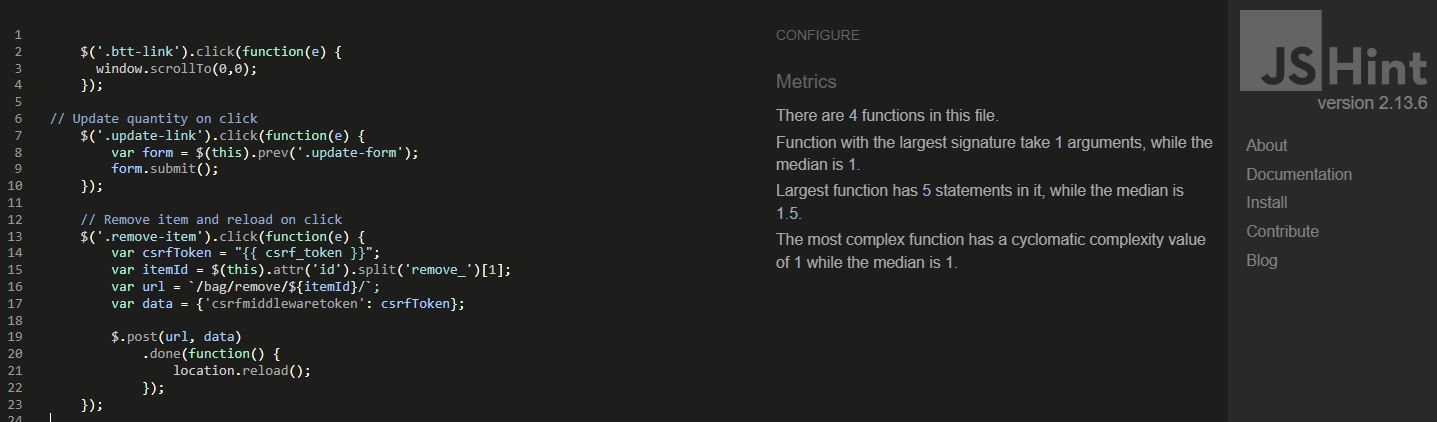 1
2 $('.btt-link').click(function(e) {
3 window.scrollTo(0,0);
4 });
5
6 // Update quantity on click
7 $('.update-link').click(function(e) {
8 var form = $(this).prev('.update-form');
9 form.submit();
10 });
11
12 // Remove item and reload on click
13 $('.remove-item').click(function(e) {
14 var csrfToken = "{{ csrf_token }}";
15 var itemId = $(this).attr('id').split('remove_')[1];
16 var url = `/bag/remove/${itemId}/`;
17 var data = {'csrfmiddlewaretoken': csrfToken};
18
19 $.post(url, data)
20 .done(function() {
21 location.reload();
22 });
23 });
24
CONFIGURE
Metrics
There are 4 functions in this file.
Function with the largest signature take 1 arguments, while the
median is 1.
Largest function has 5 statements in it, while the median is
1.5.
The most complex function has a cyclomatic complexity value
of 1 while the median is 1.
JSHint
version 2.13.6
About
Documentation
Install
Contribute
Blog